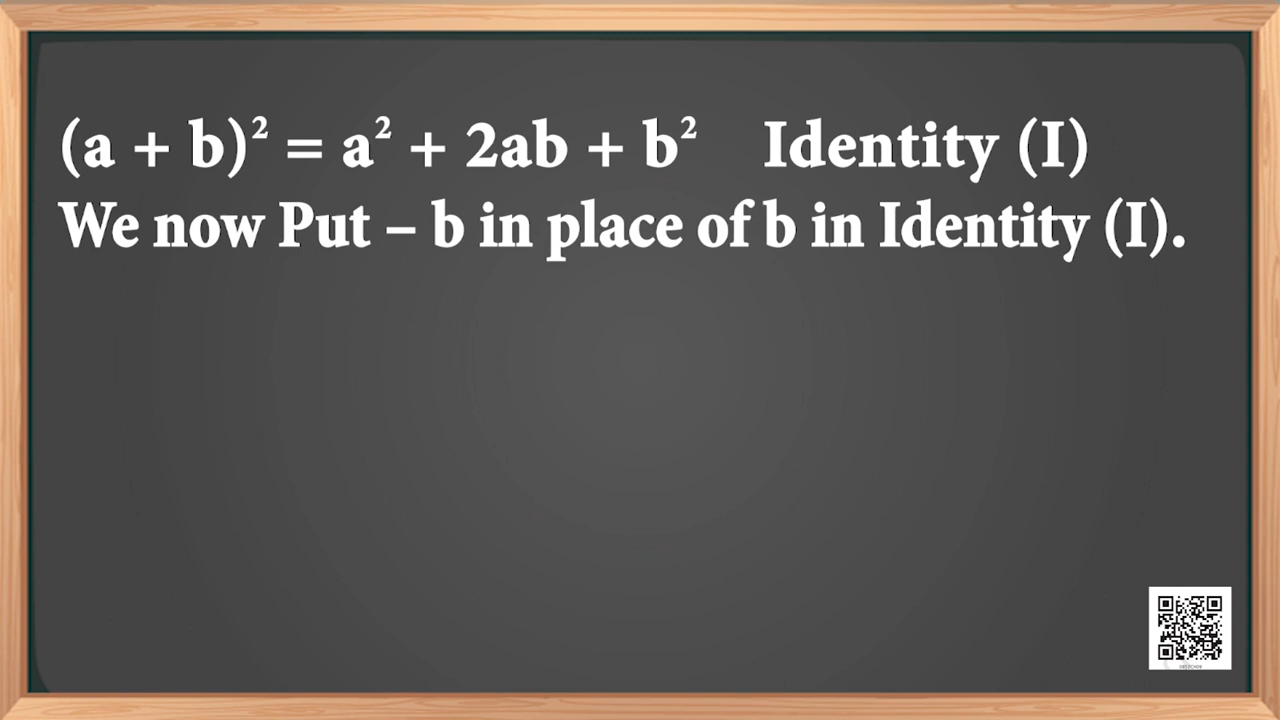 (a + b)² = a² + 2ab + b² Identity (I)
We now Put – b in place of b in Identity (I).